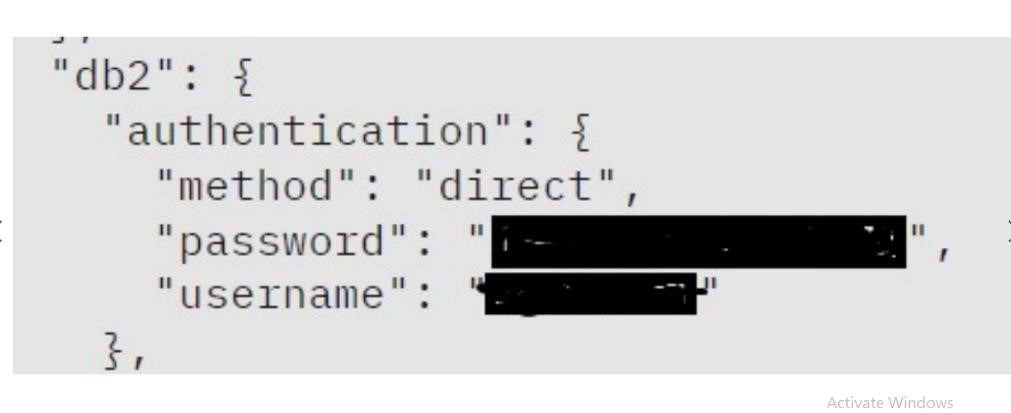 },
"db2": {
"authentication": {
"method": "direct",
"password": "",
"username": ""
},
Activate Windows